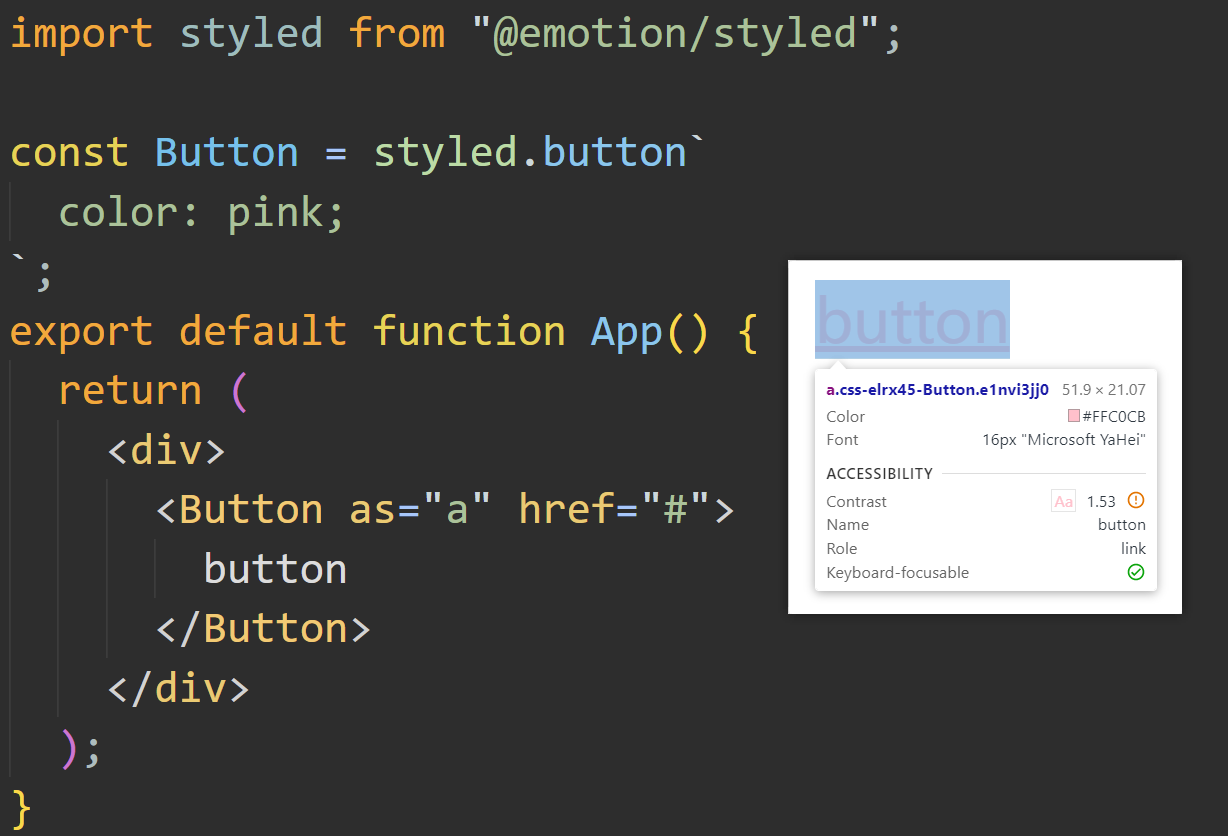 import styled from "@emotion/styled";
const Button = styled.button`
color: pink;
`;
export default function App() {
return (
<div>
<Button as="a" href="#">
button
</Button>
</div>
);
}
button
a.css-elrx45-Button.e1nvi3jj0 51.9 × 21.07
Color #FFC0CB
Font 16px "Microsoft YaHei"
ACCESSIBILITY
Contrast Aa 1.53
Name button
Role link
Keyboard-focusable